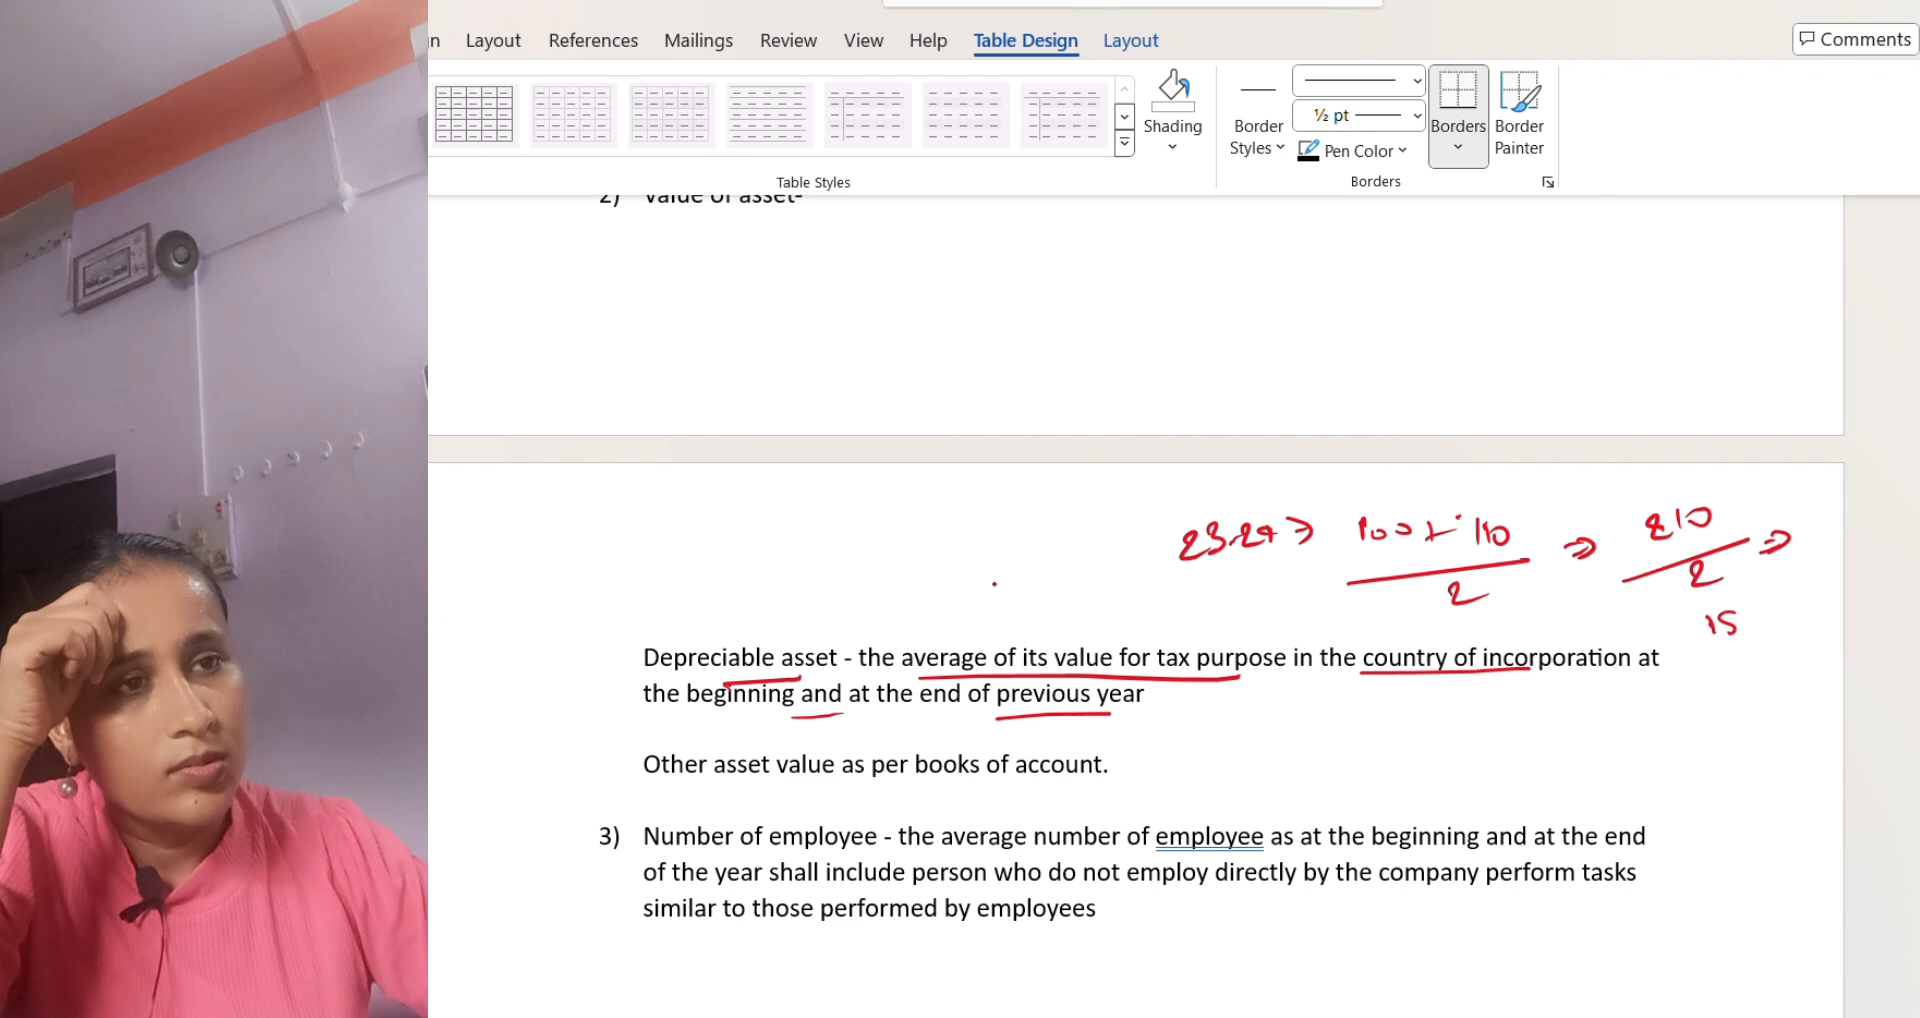 Layout References Mailings Review View Help Table Design Layout Comments
Shading
Border Styles
½ pt
Pen Color
Borders
Border Painter
Table Styles
Borders
2) Value of asset-
23-24 ⇒ 100 + 110 ⇒ 210 ⇒
2 2
15
Depreciable asset - the average of its value for tax purpose in the country of incorporation at
the beginning and at the end of previous year
Other asset value as per books of account.
3) Number of employee - the average number of employee as at the beginning and at the end
of the year shall include person who do not employ directly by the company perform tasks
similar to those performed by employees